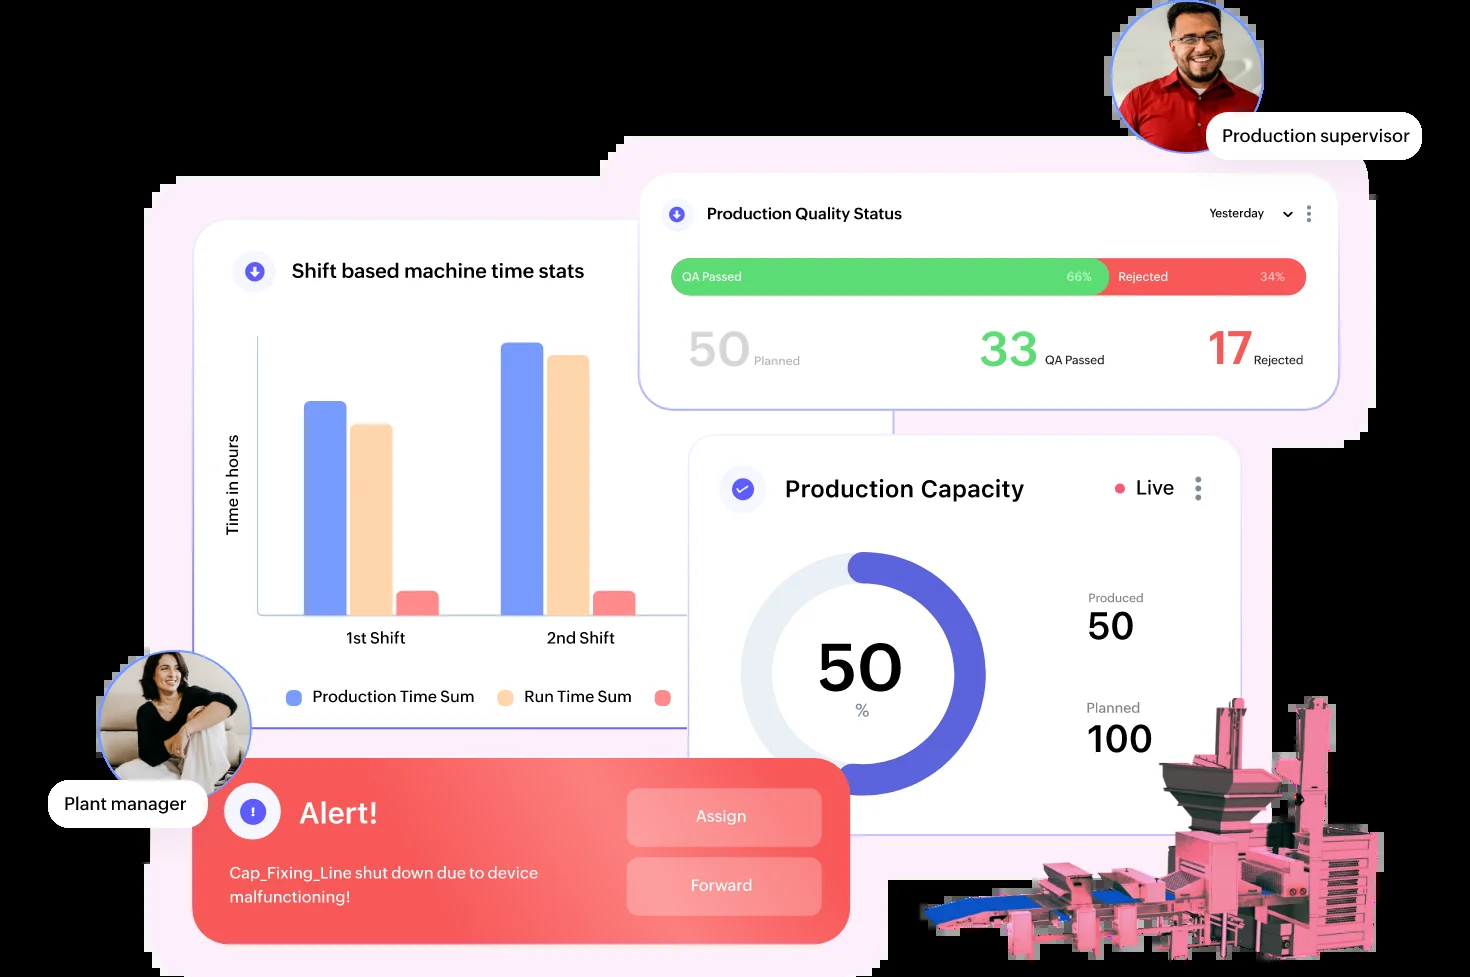 Production supervisor
Production Quality Status
Yesterday
QA Passed 66% Rejected 34%
50 Planned 33 QA Passed 17 Rejected
Shift based machine time stats
Time in hours
1st Shift 2nd Shift
Production Time Sum Run Time Sum
Production Capacity
Live
50
%
Produced
50
Planned
100
Plant manager
!
Alert!
Cap_Fixing_Line shut down due to device
malfunctioning!
Assign
Forward